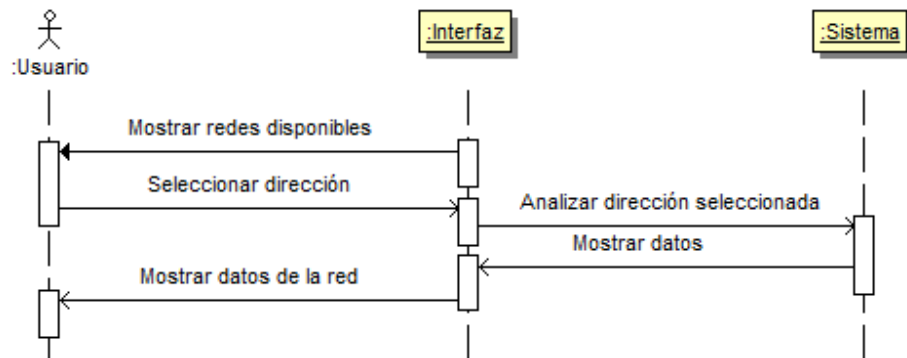 :Usuario
:Interfaz
:Sistema
Mostrar redes disponibles
Seleccionar dirección
Analizar dirección seleccionada
Mostrar datos
Mostrar datos de la red